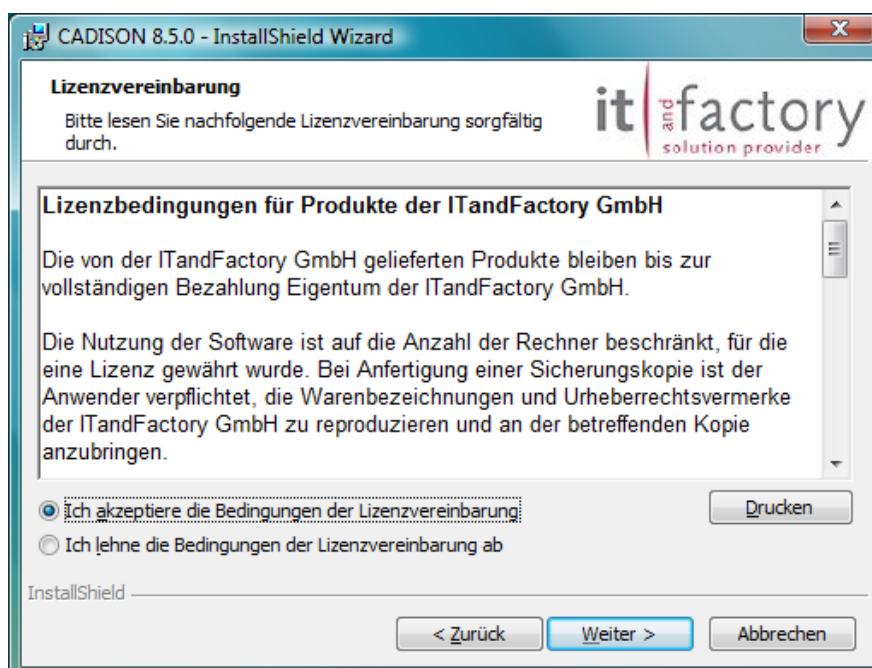 CADISON 8.5.0 - InstallShield Wizard
Lizenzvereinbarung
Bitte lesen Sie nachfolgende Lizenzvereinbarung sorgfältig
durch.
it and factory
solution provider
Lizenzbedingungen für Produkte der ITandFactory GmbH
Die von der ITandFactory GmbH gelieferten Produkte bleiben bis zur
vollständigen Bezahlung Eigentum der ITandFactory GmbH.
Die Nutzung der Software ist auf die Anzahl der Rechner beschränkt, für die
eine Lizenz gewährt wurde. Bei Anfertigung einer Sicherungskopie ist der
Anwender verpflichtet, die Warenbezeichnungen und Urheberrechtsvermerke
der ITandFactory GmbH zu reproduzieren und an der betreffenden Kopie
anzubringen.
Ich akzeptiere die Bedingungen der Lizenzvereinbarung
Drucken
Ich lehne die Bedingungen der Lizenzvereinbarung ab
InstallShield
< Zurück
Weiter >
Abbrechen